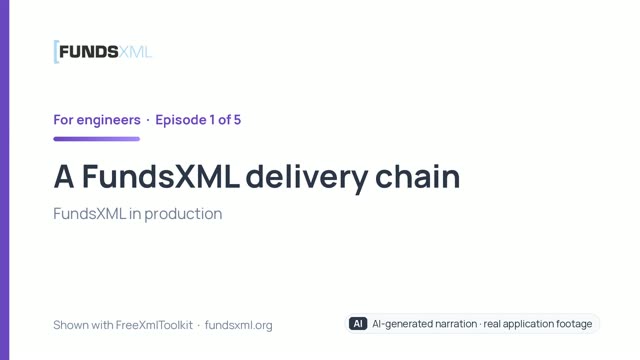 FUNDSXML
For engineers · Episode 1 of 5
A FundsXML delivery chain
FundsXML in production
Shown with FreeXmlToolkit · fundsxml.org
AI AI-generated narration · real application footage